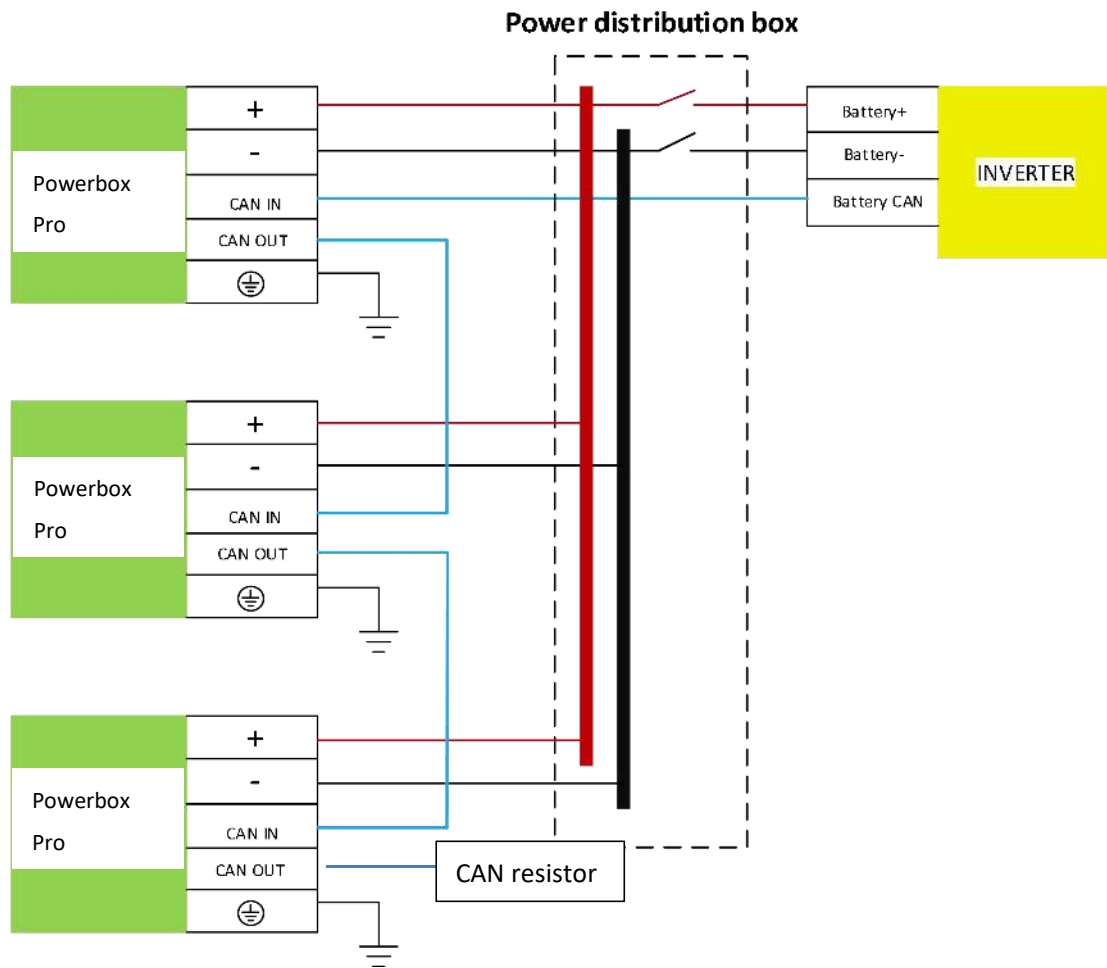 Power distribution box
+
-
CAN IN
CAN OUT
Powerbox
Pro
Battery+
Battery-
Battery CAN
INVERTER
+
-
CAN IN
CAN OUT
Powerbox
Pro
+
-
CAN IN
CAN OUT
Powerbox
Pro
CAN resistor